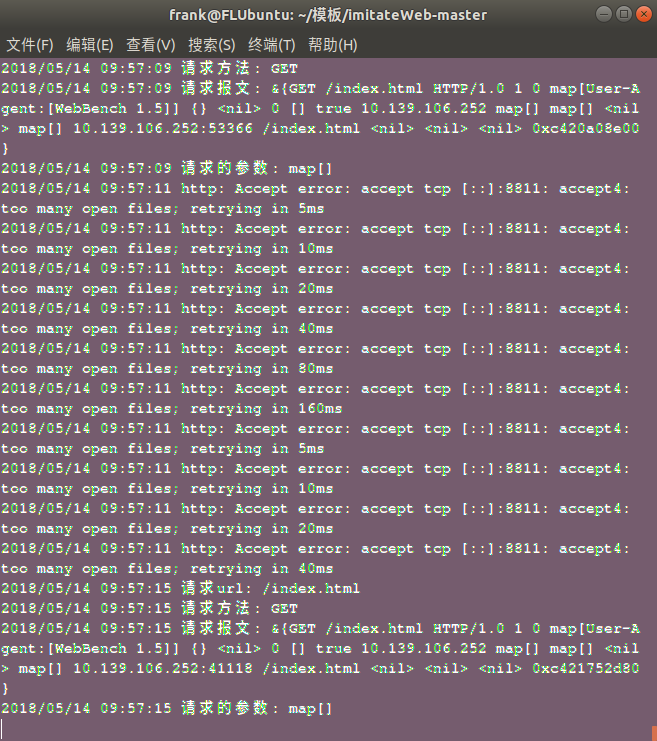 frank@FLUbuntu: ~/模板/imitateWeb-master
文件(F) 编辑(E) 查看(V) 搜索(S) 终端(T) 帮助(H)
2018/05/14 09:57:09 请求方法: GET
2018/05/14 09:57:09 请求报文: &{GET /index.html HTTP/1.0 1 0 map[User-A
gent:[WebBench 1.5]] {} <nil> 0 [] true 10.139.106.252 map[] map[] <nil
> map[] 10.139.106.252:53366 /index.html <nil> <nil> <nil> 0xc420a08e00
}
2018/05/14 09:57:09 请求的参数: map[]
2018/05/14 09:57:11 http: Accept error: accept tcp [::]:8811: accept4:
too many open files; retrying in 5ms
2018/05/14 09:57:11 http: Accept error: accept tcp [::]:8811: accept4:
too many open files; retrying in 10ms
2018/05/14 09:57:11 http: Accept error: accept tcp [::]:8811: accept4:
too many open files; retrying in 20ms
2018/05/14 09:57:11 http: Accept error: accept tcp [::]:8811: accept4:
too many open files; retrying in 40ms
2018/05/14 09:57:11 http: Accept error: accept tcp [::]:8811: accept4:
too many open files; retrying in 80ms
2018/05/14 09:57:11 http: Accept error: accept tcp [::]:8811: accept4:
too many open files; retrying in 160ms
2018/05/14 09:57:11 http: Accept error: accept tcp [::]:8811: accept4:
too many open files; retrying in 5ms
2018/05/14 09:57:11 http: Accept error: accept tcp [::]:8811: accept4:
too many open files; retrying in 10ms
2018/05/14 09:57:11 http: Accept error: accept tcp [::]:8811: accept4:
too many open files; retrying in 20ms
2018/05/14 09:57:11 http: Accept error: accept tcp [::]:8811: accept4:
too many open files; retrying in 40ms
2018/05/14 09:57:15 请求url: /index.html
2018/05/14 09:57:15 请求方法: GET
2018/05/14 09:57:15 请求报文: &{GET /index.html HTTP/1.0 1 0 map[User-A
gent:[WebBench 1.5]] {} <nil> 0 [] true 10.139.106.252 map[] map[] <nil
> map[] 10.139.106.252:41118 /index.html <nil> <nil> <nil> 0xc421752d80
}
2018/05/14 09:57:15 请求的参数: map[]